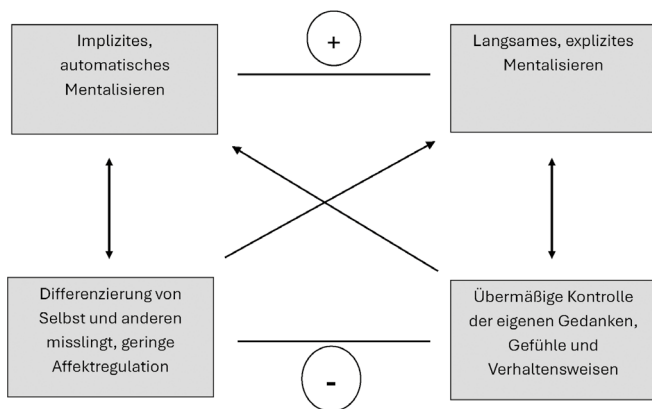 Implizites,
automatisches
Mentalisieren
+
Langsames, explizites
Mentalisieren
Differenzierung von
Selbst und anderen
misslingt, geringe
Affektregulation
-
Übermäßige Kontrolle
der eigenen Gedanken,
Gefühle und
Verhaltensweisen